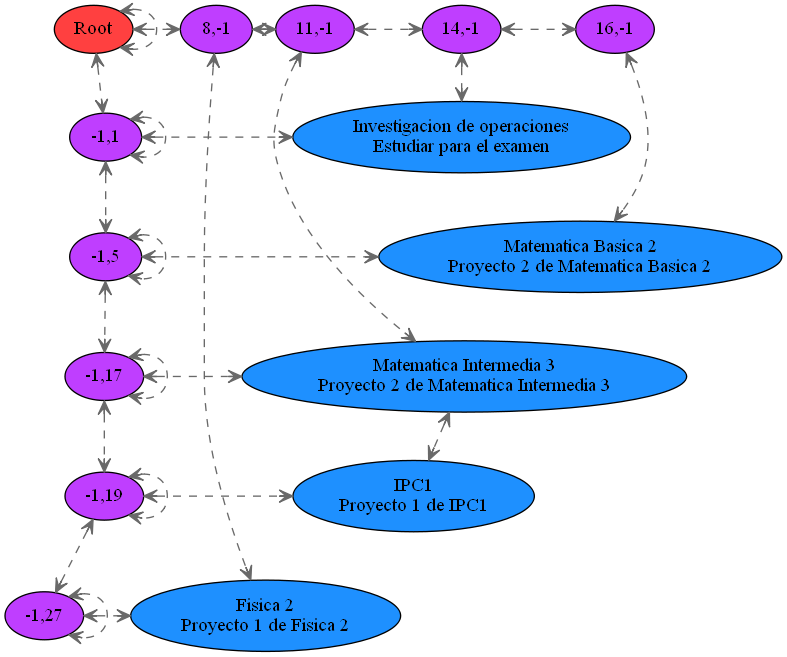 Root
8,-1
11,-1
14,-1
16,-1
-1,1
Investigacion de operaciones
Estudiar para el examen
-1,5
Matematica Basica 2
Proyecto 2 de Matematica Basica 2
-1,17
Matematica Intermedia 3
Proyecto 2 de Matematica Intermedia 3
-1,19
IPC1
Proyecto 1 de IPC1
-1,27
Fisica 2
Proyecto 1 de Fisica 2